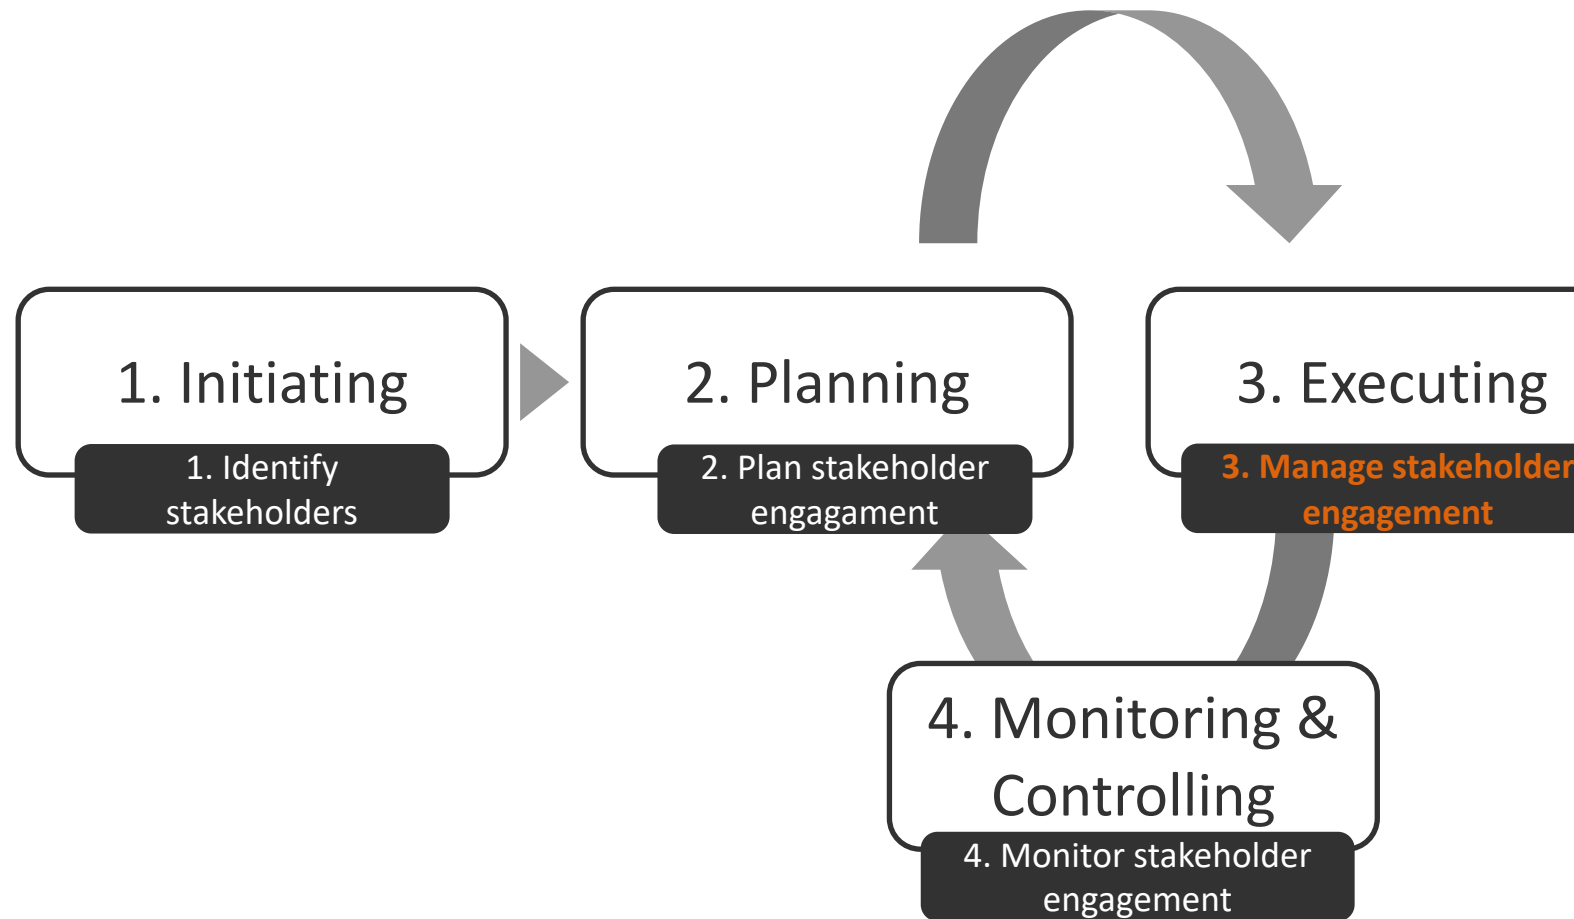 1. Initiating
1. Identify
stakeholders
2. Planning
2. Plan stakeholder
engagament
3. Executing
3. Manage stakeholder
engagement
4. Monitoring &
Controlling
4. Monitor stakeholder
engagement